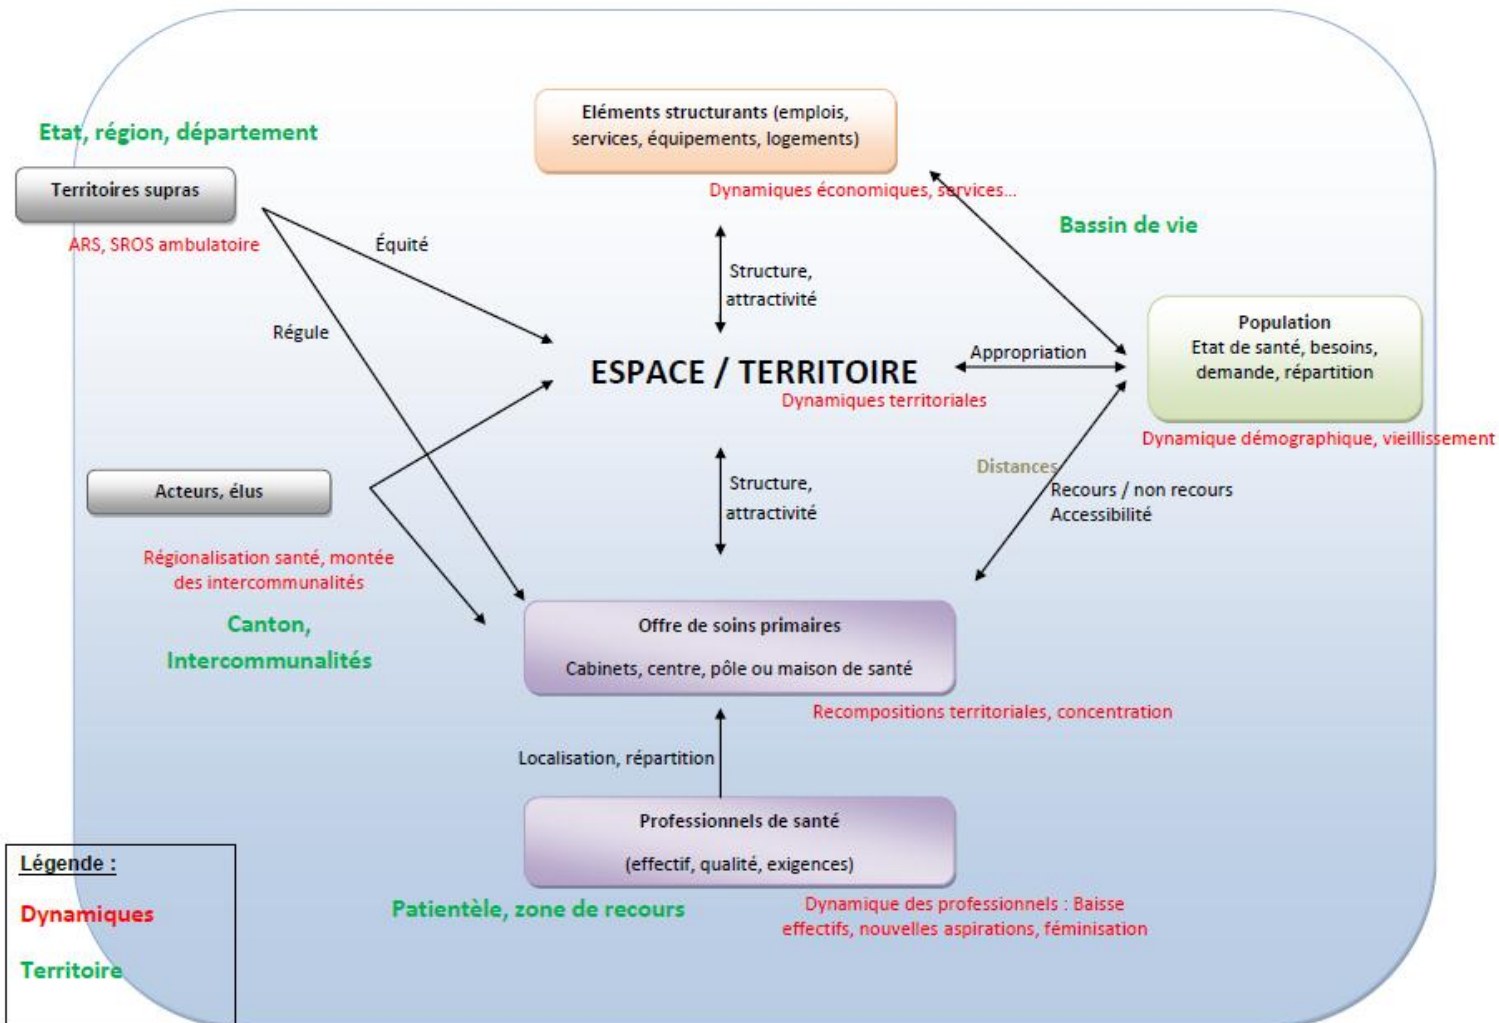 Eléments structurants (emplois,
services, équipements, logements)
Etat, région, département
Territoires supras
Dynamiques économiques, services...
ARS, SROS ambulatoire
Équité
Bassin de vie
Structure,
attractivité
Régule
Population
Etat de santé, besoins,
demande, répartition
Appropriation
ESPACE / TERRITOIRE
Dynamiques territoriales
Dynamique démographique, vieillissement
Distances
Recours / non recours
Accessibilité
Acteurs, élus
Structure,
attractivité
Régionalisation santé, montée
des intercommunalités
Canton,
Intercommunalités
Offre de soins primaires
Cabinets, centre, pôle ou maison de santé
Recompositions territoriales, concentration
Localisation, répartition
Professionnels de santé
(effectif, qualité, exigences)
Patientèle, zone de recours
Dynamique des professionnels : Baisse
effectifs, nouvelles aspirations, féminisation
Légende :
Dynamiques
Territoire